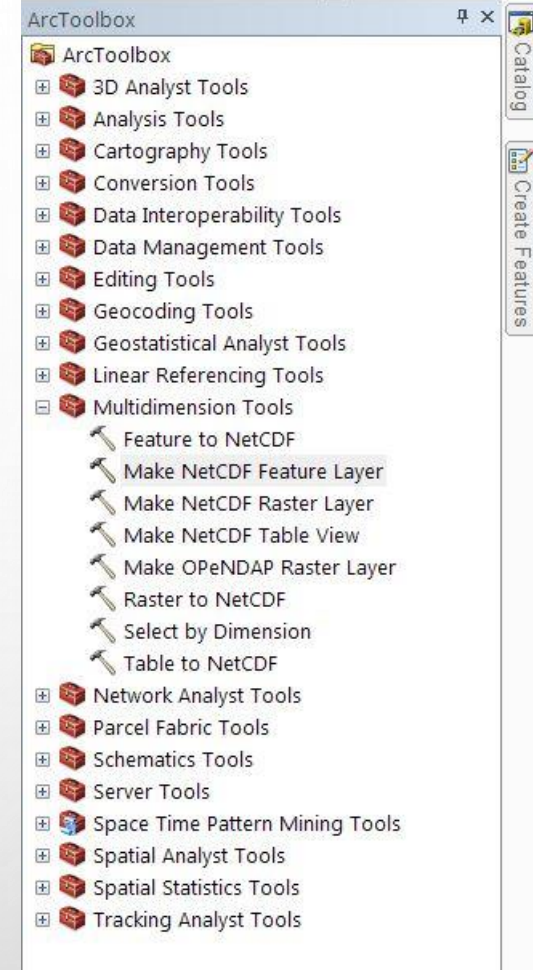 ArcToolbox
ArcToolbox
3D Analyst Tools
Analysis Tools
Cartography Tools
Conversion Tools
Data Interoperability Tools
Data Management Tools
Editing Tools
Geocoding Tools
Geostatistical Analyst Tools
Linear Referencing Tools
Multidimension Tools
Feature to NetCDF
Make NetCDF Feature Layer
Make NetCDF Raster Layer
Make NetCDF Table View
Make OPeNDAP Raster Layer
Raster to NetCDF
Select by Dimension
Table to NetCDF
Network Analyst Tools
Parcel Fabric Tools
Schematics Tools
Server Tools
Space Time Pattern Mining Tools
Spatial Analyst Tools
Spatial Statistics Tools
Tracking Analyst Tools
Catalog
Create Features